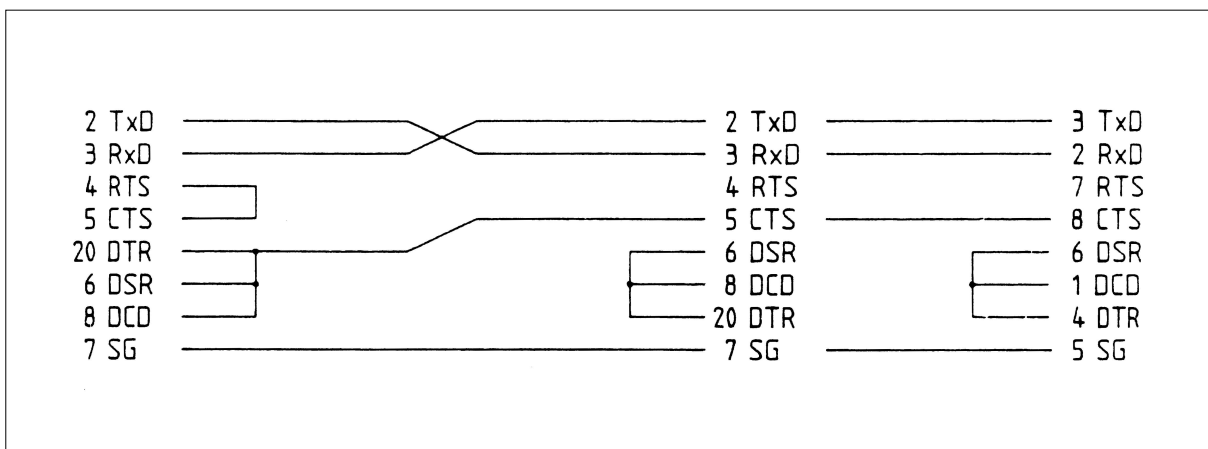 2 TxD 2 TxD 3 TxD
3 RxD 3 RxD 2 RxD
4 RTS 4 RTS 7 RTS
5 CTS 5 CTS 8 CTS
20 DTR 6 DSR 6 DSR
6 DSR 8 DCD 1 DCD
8 DCD 20 DTR 4 DTR
7 SG 7 SG 5 SG